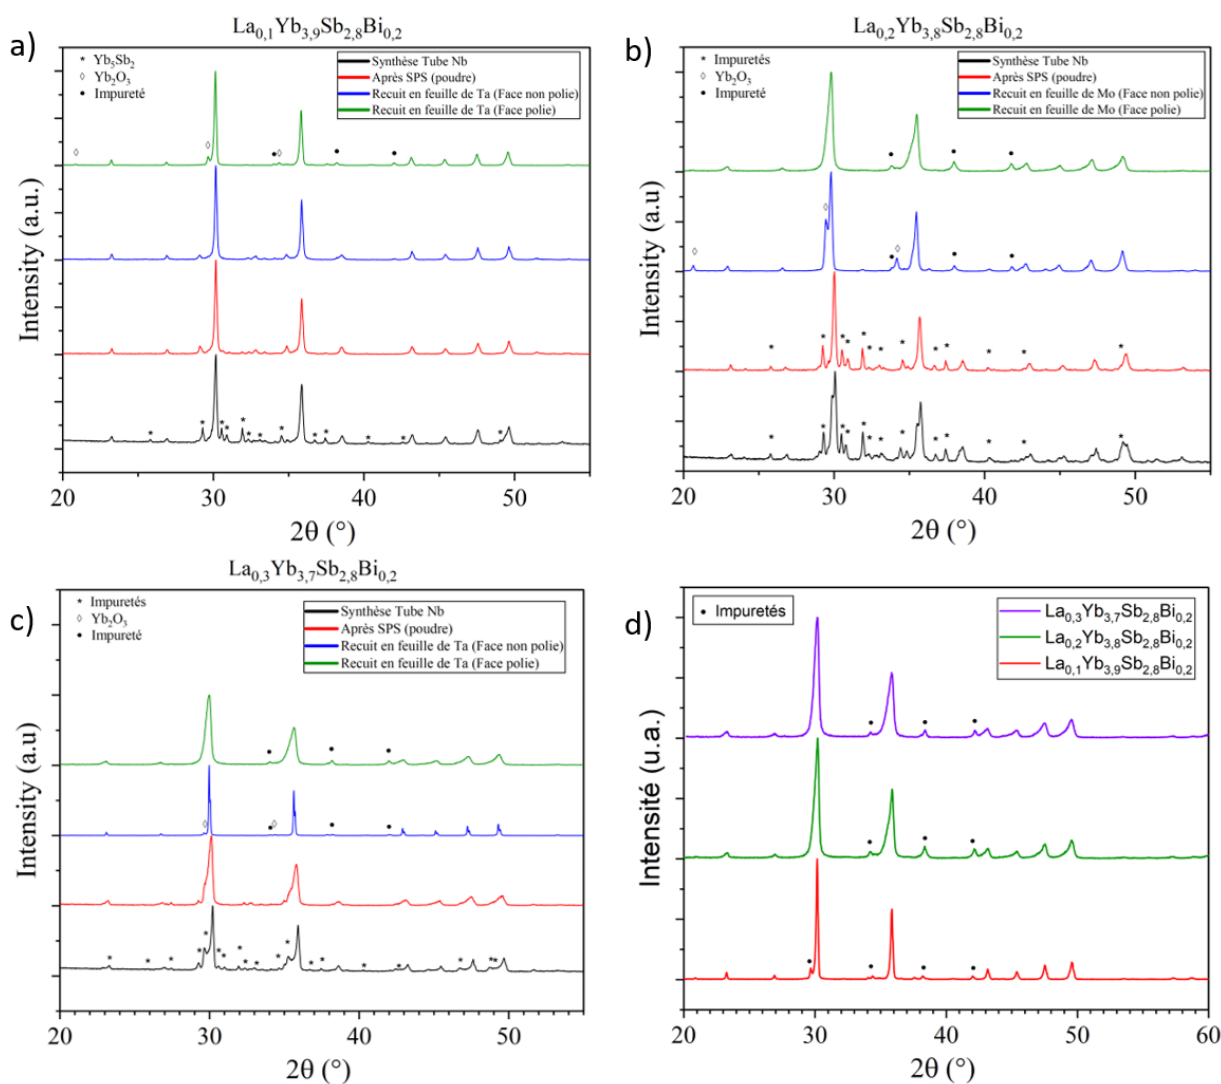 a)
La0,1Yb3,9Sb2,8Bi0,2
* Yb5Sb2
◊ Yb2O3
• Impureté
Synthèse Tube Nb
Après SPS (poudre)
Recuit en feuille de Ta (Face non polie)
Recuit en feuille de Ta (Face polie)
Intensity (a.u.)
20 30 40 50
2θ (°)
b)
La0,2Yb3,8Sb2,8Bi0,2
* Impuretés
◊ Yb2O3
• Impureté
Synthèse Tube Nb
Après SPS (poudre)
Recuit en feuille de Mo (Face non polie)
Recuit en feuille de Mo (Face polie)
Intensity (a.u)
20 30 40 50
2θ (°)
c)
La0,3Yb3,7Sb2,8Bi0,2
* Impuretés
◊ Yb2O3
• Impureté
Synthèse Tube Nb
Après SPS (poudre)
Recuit en feuille de Ta (Face non polie)
Recuit en feuille de Ta (Face polie)
Intensity (a.u)
20 30 40 50
2θ (°)
d)
• Impuretés
La0,3Yb3,7Sb2,8Bi0,2
La0,2Yb3,8Sb2,8Bi0,2
La0,1Yb3,9Sb2,8Bi0,2
Intensité (u.a.)
20 30 40 50 60
2θ (°)